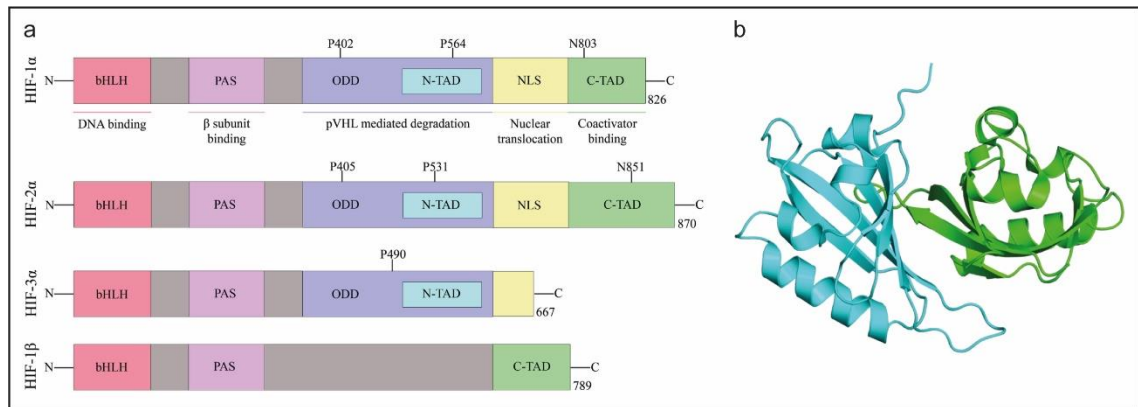 a
b
P402 P564 N803
HIF-1α N bHLH PAS ODD N-TAD NLS C-TAD C
826
DNA binding β subunit binding pVHL mediated degradation Nuclear translocation Coactivator binding
P405 P531 N851
HIF-2α N bHLH PAS ODD N-TAD NLS C-TAD C
870
P490
HIF-3α N bHLH PAS ODD N-TAD C
667
HIF-1β N bHLH PAS C-TAD C
789